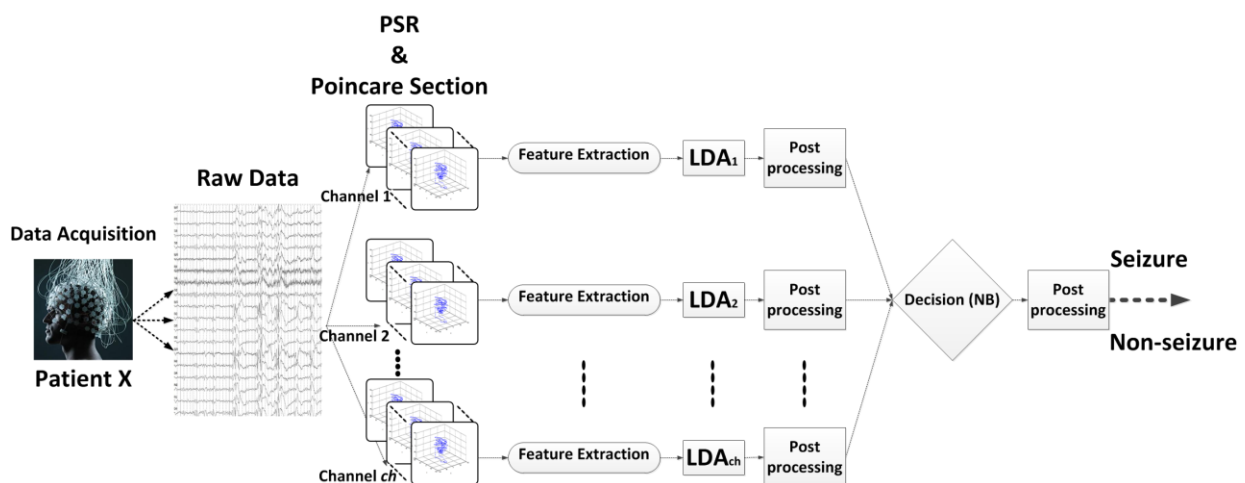 PSR
&
Poincare Section
Raw Data
Data Acquisition
Patient X
Channel 1
Feature Extraction
LDA1
Post
processing
Channel 2
Feature Extraction
LDA2
Post
processing
Channel ch
Feature Extraction
LDAch
Post
processing
Decision (NB)
Post
processing
Seizure
Non-seizure